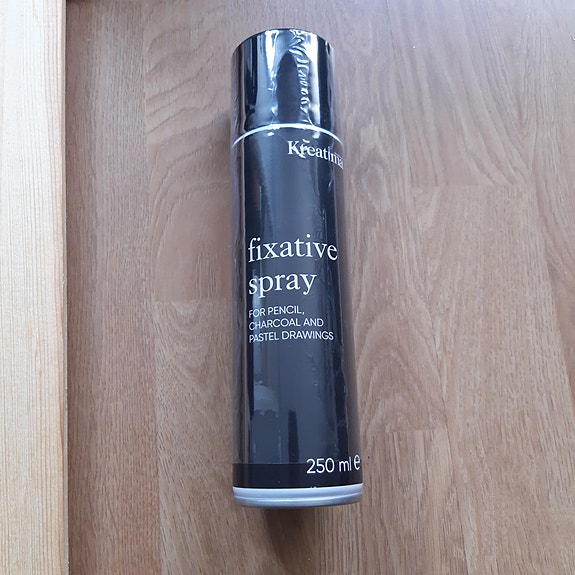 Kreatima
fixative
spray
FOR PENCIL,
CHARCOAL AND
PASTEL DRAWINGS
250 ml e